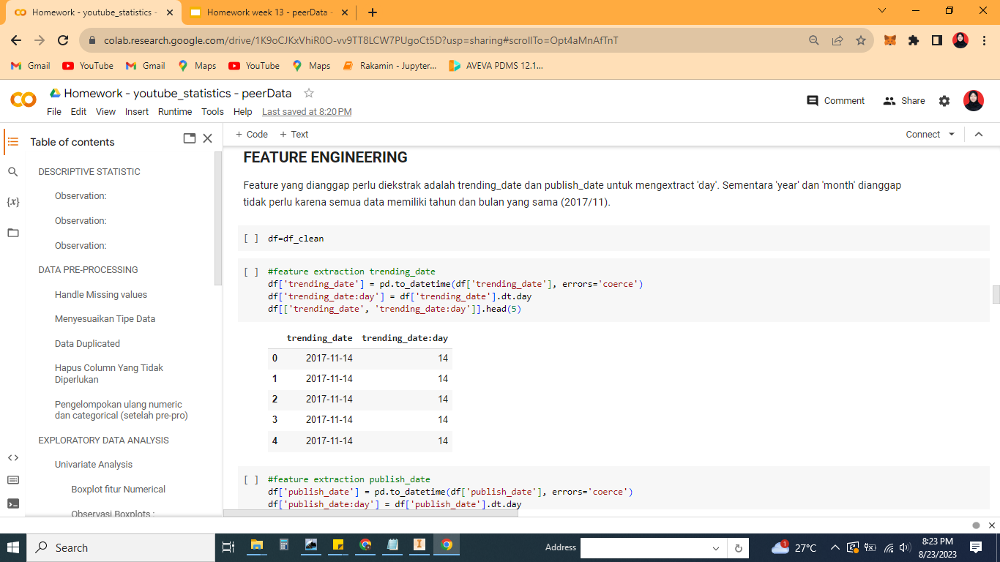 Homework - youtube_statistics -
Homework week 13 - peerData -
colab.research.google.com/drive/1K9oCJKxVhiR0O-vv9TT8LCW7PUgoCt5D?usp=sharing#scrollTo=Opt4aMnAfTnT
Gmail YouTube Gmail Maps YouTube Maps Rakamin - Jupyter... AVEVA PDMS 12.1...
Homework - youtube_statistics - peerData
Comment Share
File Edit View Insert Runtime Tools Help Last saved at 8:20 PM
Table of contents
+ Code + Text
Connect
DESCRIPTIVE STATISTIC
Observation:
Observation:
Observation:
DATA PRE-PROCESSING
Handle Missing values
Menyesuaikan Tipe Data
Data Duplicated
Hapus Column Yang Tidak
Diperlukan
Pengelompokan ulang numeric
dan categorical (setelah pre-pro)
EXPLORATORY DATA ANALYSIS
Univariate Analysis
Boxplot fitur Numerical
Observasi Boxplots :
{x}
FEATURE ENGINEERING
Feature yang dianggap perlu diekstrak adalah trending_date dan publish_date untuk mengextract 'day'. Sementara 'year' dan 'month' dianggap
tidak perlu karena semua data memiliki tahun dan bulan yang sama (2017/11).
[ ] df=df_clean
[ ] #feature extraction trending_date
df['trending_date'] = pd.to_datetime(df['trending_date'], errors='coerce')
df['trending_date:day'] = df['trending_date'].dt.day
df[['trending_date', 'trending_date:day']].head(5)
trending_date trending_date:day
0 2017-11-14 14
1 2017-11-14 14
2 2017-11-14 14
3 2017-11-14 14
4 2017-11-14 14
[ ] #feature extraction publish_date
df['publish_date'] = pd.to_datetime(df['publish_date'], errors='coerce')
df['publish_date:day'] = df['publish_date'].dt.day
Search
Address
1
27°C
8:23 PM
8/23/2023